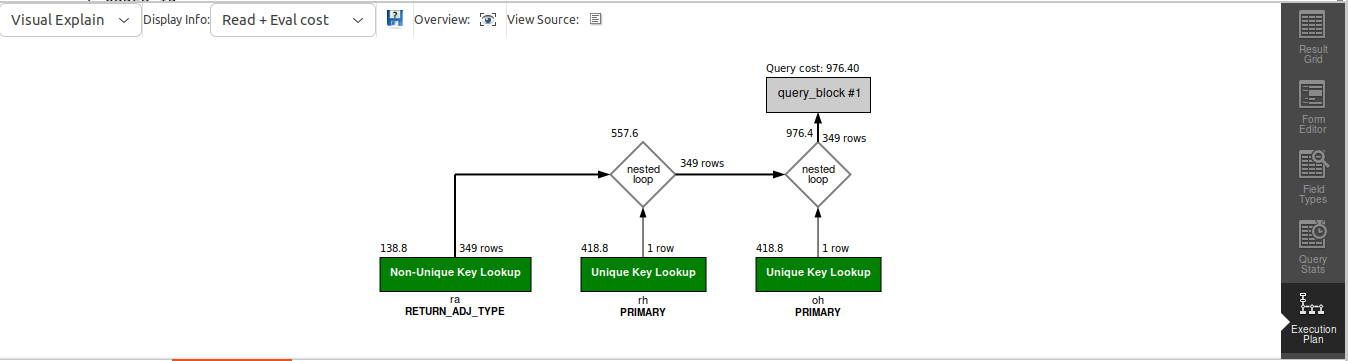 Visual Explain
Display Info:
Read + Eval cost
Overview:
View Source:
Query cost: 976.40
query_block #1
557.6
976.4
349 rows
nested
loop
349 rows
nested
loop
138.8
349 rows
418.8
1 row
418.8
1 row
Non-Unique Key Lookup
Unique Key Lookup
Unique Key Lookup
ra
rh
oh
RETURN_ADJ_TYPE
PRIMARY
PRIMARY
Result
Grid
Form
Editor
Field
Types
Query
Stats
Execution
Plan